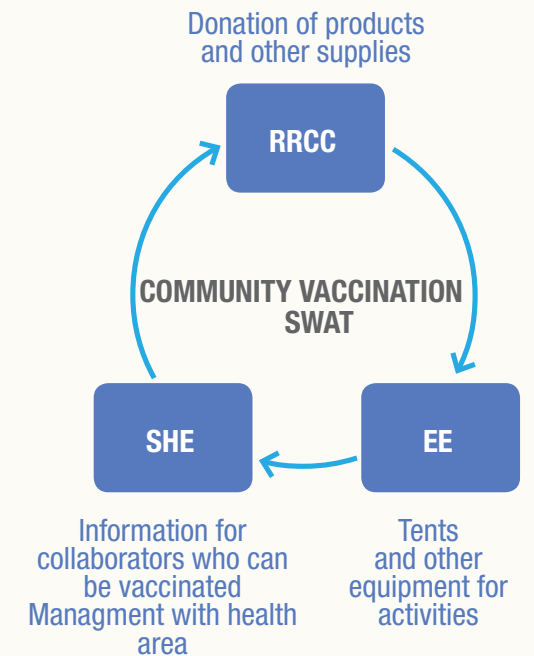 Donation of products
and other supplies
RRCC
COMMUNITY VACCINATION
SWAT
SHE
EE
Information for
collaborators who can
be vaccinated
Managment with health
area
Tents
and other
equipment for
activities